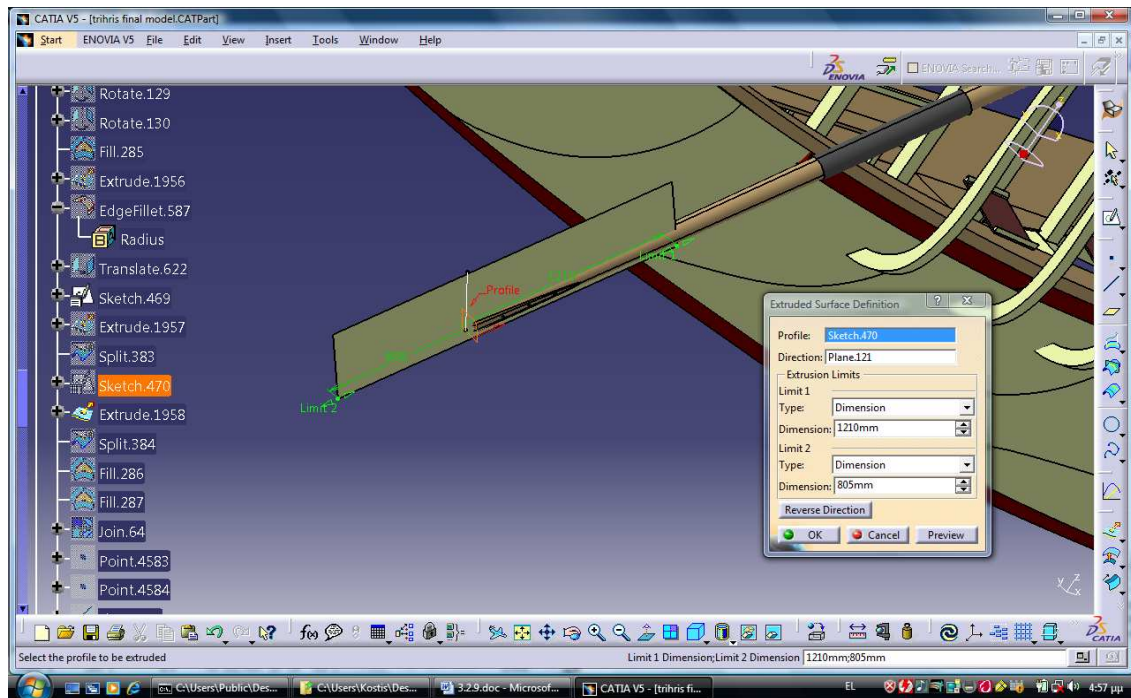 CATIA V5 - [trihris final model.CATPart]
Start ENOVIA V5 File Edit View Insert Tools Window Help
DS ENOVIA ENOVIA Search...
Rotate.129
Rotate.130
Fill.285
Extrude.1956
EdgeFillet.587
Radius
Translate.622
Sketch.469
Extrude.1957
Split.383
Sketch.470
Extrude.1958
Split.384
Fill.286
Fill.287
Join.64
Point.4583
Point.4584
Profile
Limit 2
Extruded Surface Definition
Profile: Sketch.470
Direction: Plane.121
Extrusion Limits
Limit 1
Type: Dimension
Dimension: 1210mm
Limit 2
Type: Dimension
Dimension: 805mm
Reverse Direction
OK Cancel Preview
y z x
f(x)
DS CATIA
Select the profile to be extruded Limit 1 Dimension;Limit 2 Dimension 1210mm;805mm
C:\Users\Public\Des... C:\Users\Kostis\Des... 3.2.9.doc - Microsof... CATIA V5 - [trihris fi... EL 4:57 μμ